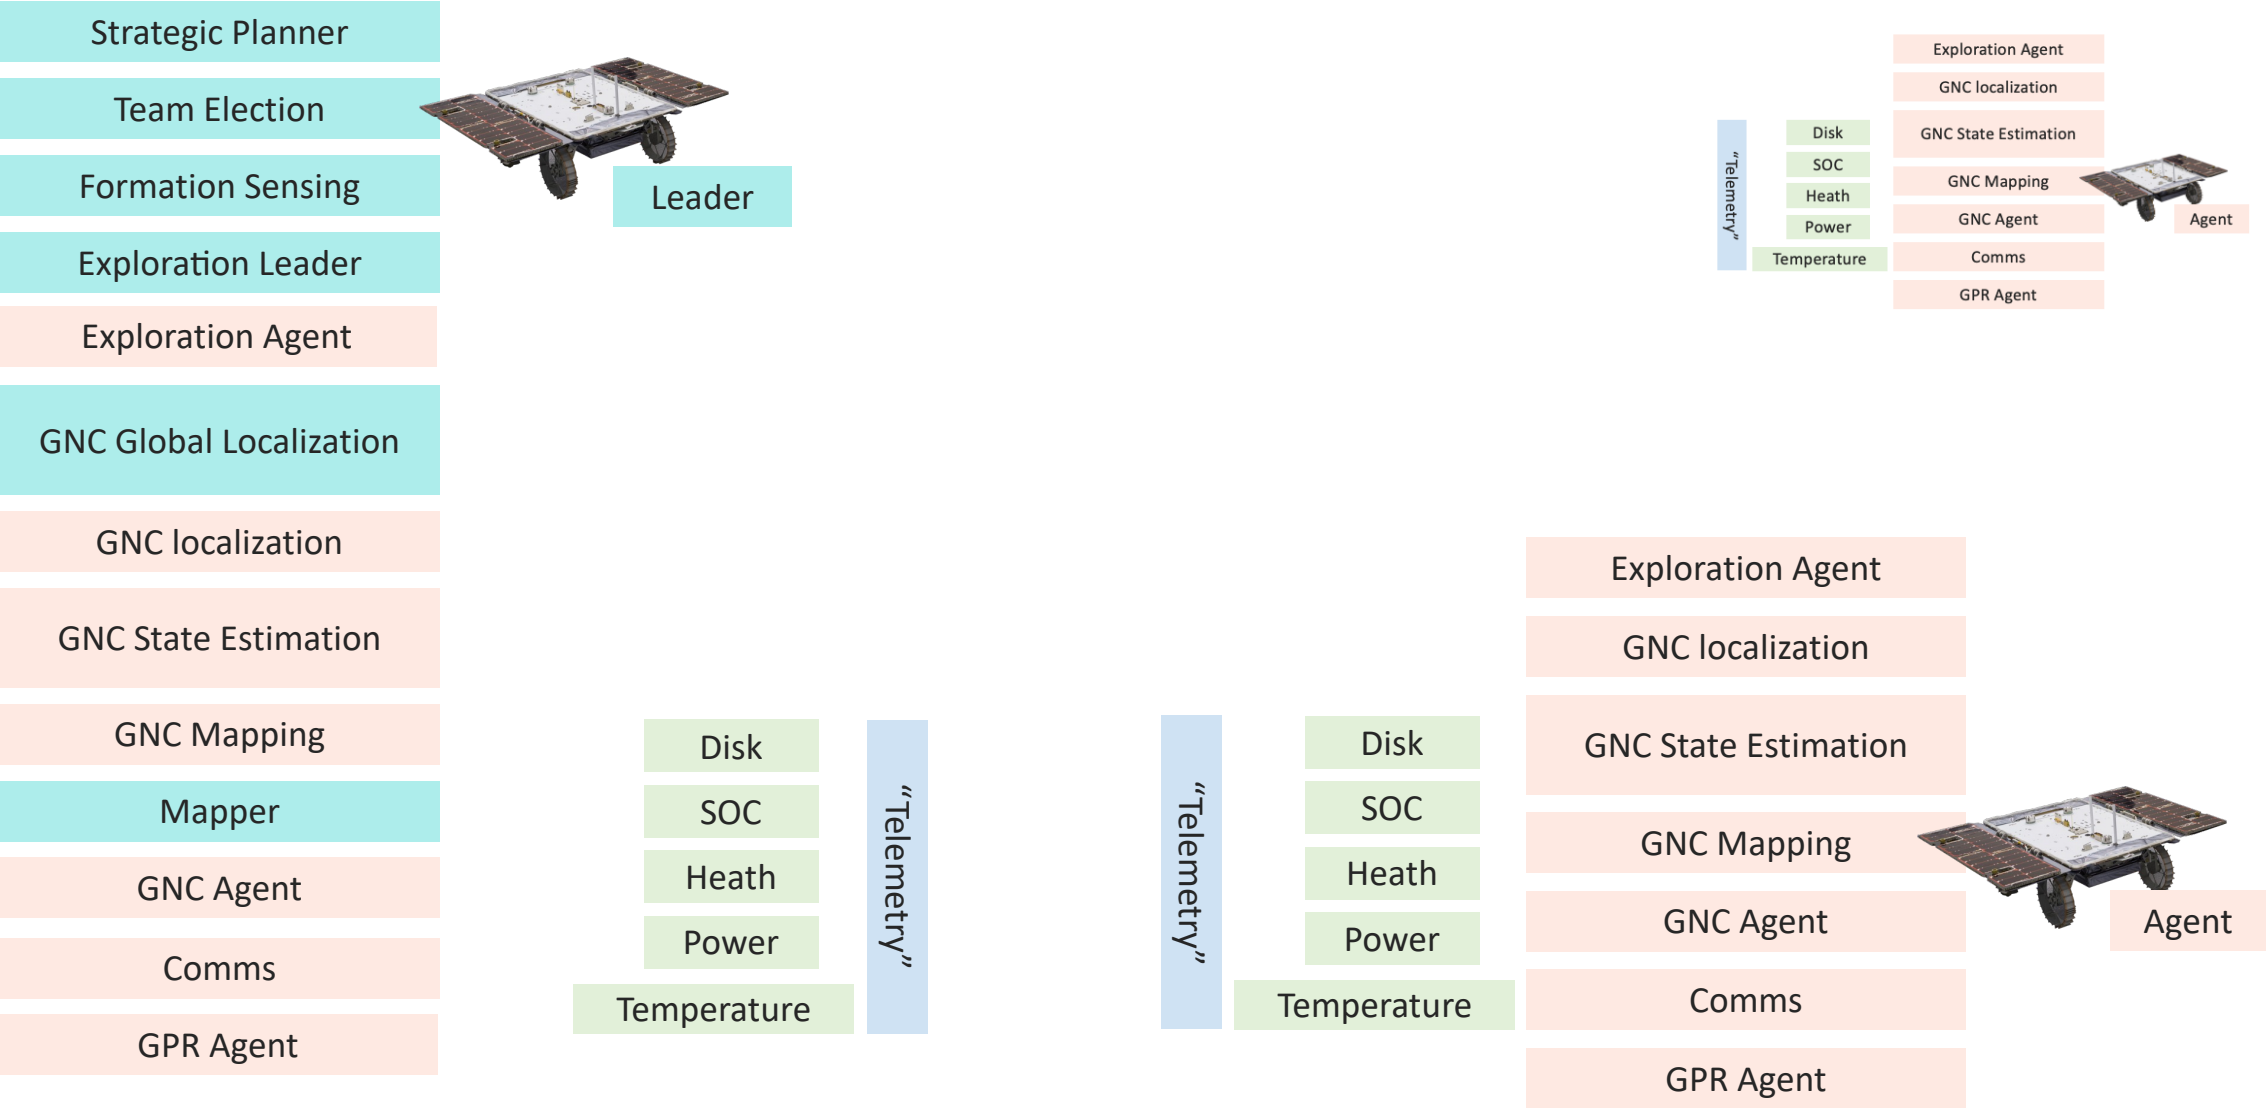 Strategic Planner
Team Election
Formation Sensing
Exploration Leader
Exploration Agent
GNC Global Localization
GNC localization
GNC State Estimation
GNC Mapping
Mapper
GNC Agent
Comms
GPR Agent
Leader
Disk
SOC
Heath
Power
Temperature
“Telemetry”
Exploration Agent
GNC localization
GNC State Estimation
GNC Mapping
GNC Agent
Comms
GPR Agent
Disk
SOC
Heath
Power
Temperature
“Telemetry”
Agent
“Telemetry”
Disk
SOC
Heath
Power
Temperature
Exploration Agent
GNC localization
GNC State Estimation
GNC Mapping
GNC Agent
Comms
GPR Agent
Agent